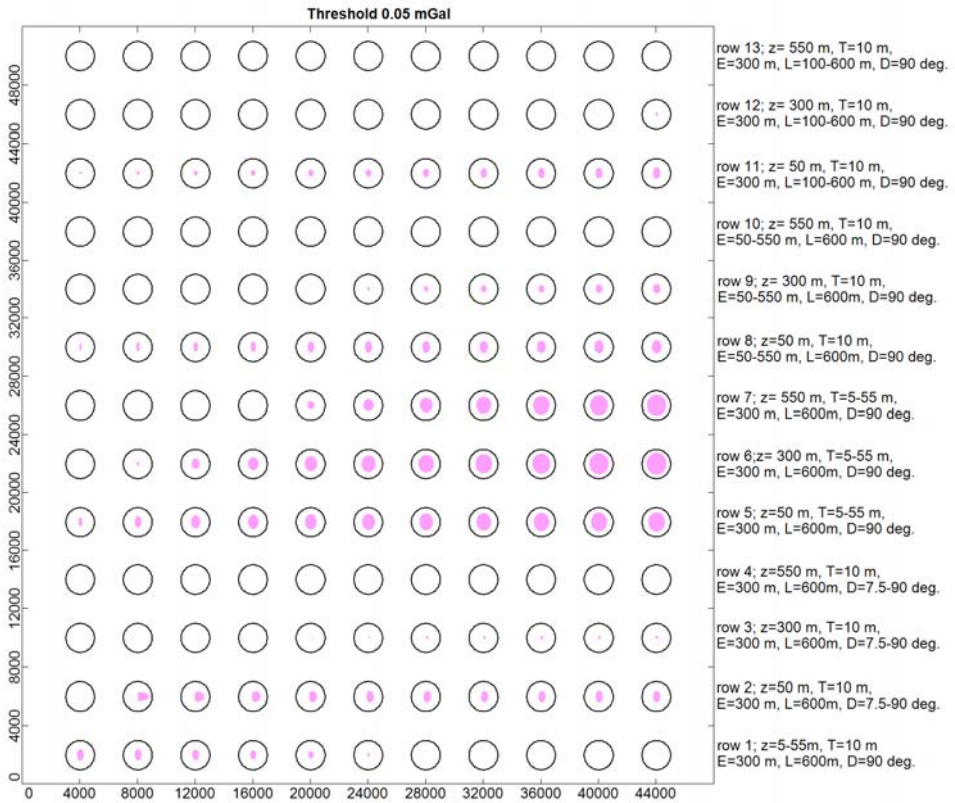 Threshold 0.05 mGal
row 13; z= 550 m, T=10 m,
E=300 m, L=100-600 m, D=90 deg.
48000
row 12; z= 300 m, T=10 m,
E=300 m, L=100-600 m, D=90 deg.
44000
row 11; z= 50 m, T=10 m,
E=300 m, L=100-600 m, D=90 deg.
40000
row 10; z= 550 m, T=10 m,
E=50-550 m, L=600 m, D=90 deg.
36000
row 9; z= 300 m, T=10 m,
E=50-550 m, L=600m, D=90 deg.
32000
row 8; z=50 m, T=10 m,
E=50-550 m, L=600m, D=90 deg.
28000
row 7; z= 550 m, T=5-55 m,
E=300 m, L=600m, D=90 deg.
24000
row 6;z= 300 m, T=5-55 m,
E=300 m, L=600m, D=90 deg.
20000
row 5; z=50 m, T=5-55 m,
E=300 m, L=600m, D=90 deg.
16000
row 4; z=550 m, T=10 m,
E=300 m, L=600m, D=7.5-90 deg.
12000
row 3; z=300 m, T=10 m,
E=300 m, L=600m, D=7.5-90 deg.
8000
row 2; z=50 m, T=10 m,
E=300 m, L=600m, D=7.5-90 deg.
4000
row 1; z=5-55m, T=10 m
E=300 m, L=600m, D=90 deg.
0
0 4000 8000 12000 16000 20000 24000 28000 32000 36000 40000 44000